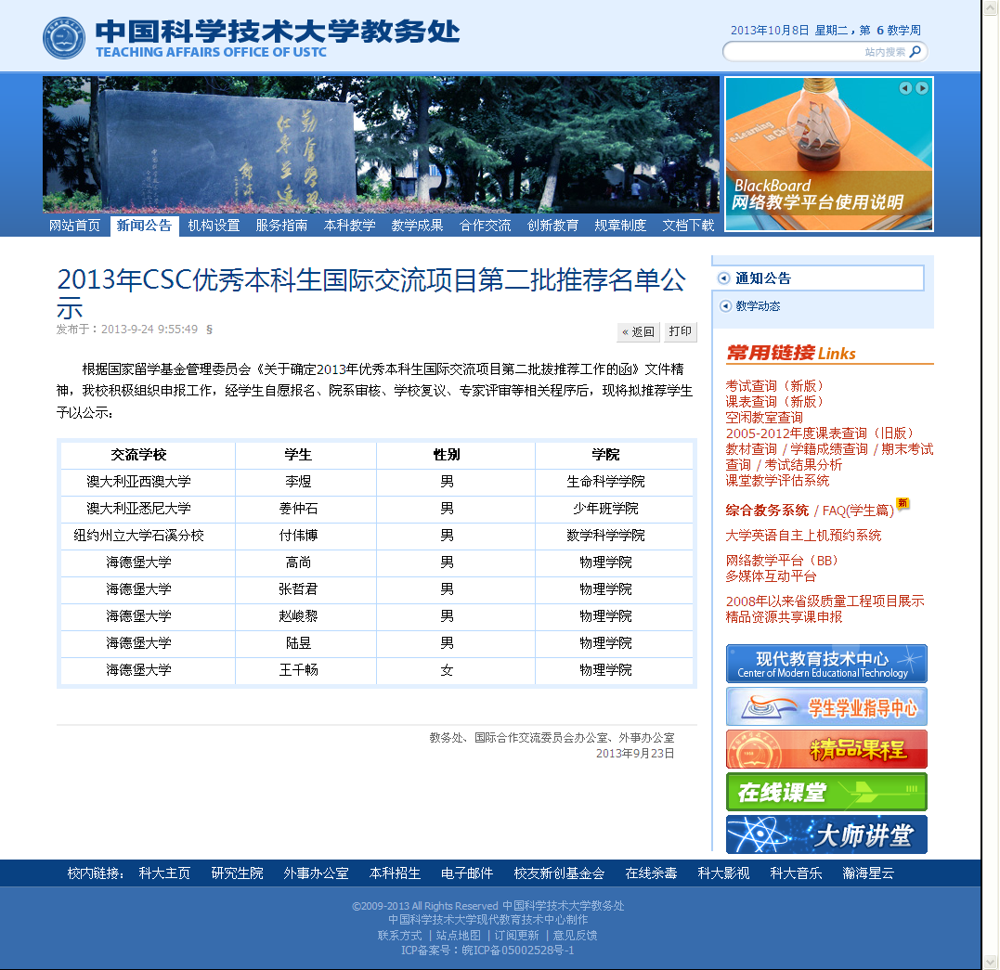 中国科学技术大学教务处
TEACHING AFFAIRS OFFICE OF USTC
2013年10月8日 星期二，第 6 教学周
站内搜索
勤奋学习
红专并进
BlackBoard
网络教学平台使用说明
网站首页 新闻公告 机构设置 服务指南 本科教学 教学成果 合作交流 创新教育 规章制度 文档下载
2013年CSC优秀本科生国际交流项目第二批推荐名单公
示
发布于：2013-9-24 9:55:49 §
« 返回 打印
根据国家留学基金管理委员会《关于确定2013年优秀本科生国际交流项目第二批拔推荐工作的函》文件精
神，我校积极组织申报工作，经学生自愿报名、院系审核、学校复议、专家评审等相关程序后，现将拟推荐学生
予以公示：
交流学校 学生 性别 学院
澳大利亚西澳大学 李煜 男 生命科学学院
澳大利亚悉尼大学 姜仲石 男 少年班学院
纽约州立大学石溪分校 付伟博 男 数学科学学院
海德堡大学 高尚 男 物理学院
海德堡大学 张哲君 男 物理学院
海德堡大学 赵峻黎 男 物理学院
海德堡大学 陆昱 男 物理学院
海德堡大学 王千畅 女 物理学院
教务处、国际合作交流委员会办公室、外事办公室
2013年9月23日
通知公告
教学动态
常用链接 Links
考试查询（新版）
课表查询（新版）
空闲教室查询
2005-2012年度课表查询（旧版）
教材查询 / 学籍成绩查询 / 期末考试
查询 / 考试结果分析
课堂教学评估系统
综合教务系统 / FAQ(学生篇) 新
大学英语自主上机预约系统
网络教学平台（BB）
多媒体互动平台
2008年以来省级质量工程项目展示
精品资源共享课申报
现代教育技术中心
Center of Modern Educational Technology
学生学业指导中心
精品课程
在线课堂
大师讲堂
校内链接： 科大主页 研究生院 外事办公室 本科招生 电子邮件 校友新创基金会 在线杀毒 科大影视 科大音乐 瀚海星云
©2009-2013 All Rights Reserved 中国科学技术大学教务处
中国科学技术大学现代教育技术中心制作
联系方式 | 站点地图 | 订阅更新 | 意见反馈
ICP备案号：皖ICP备05002528号-1